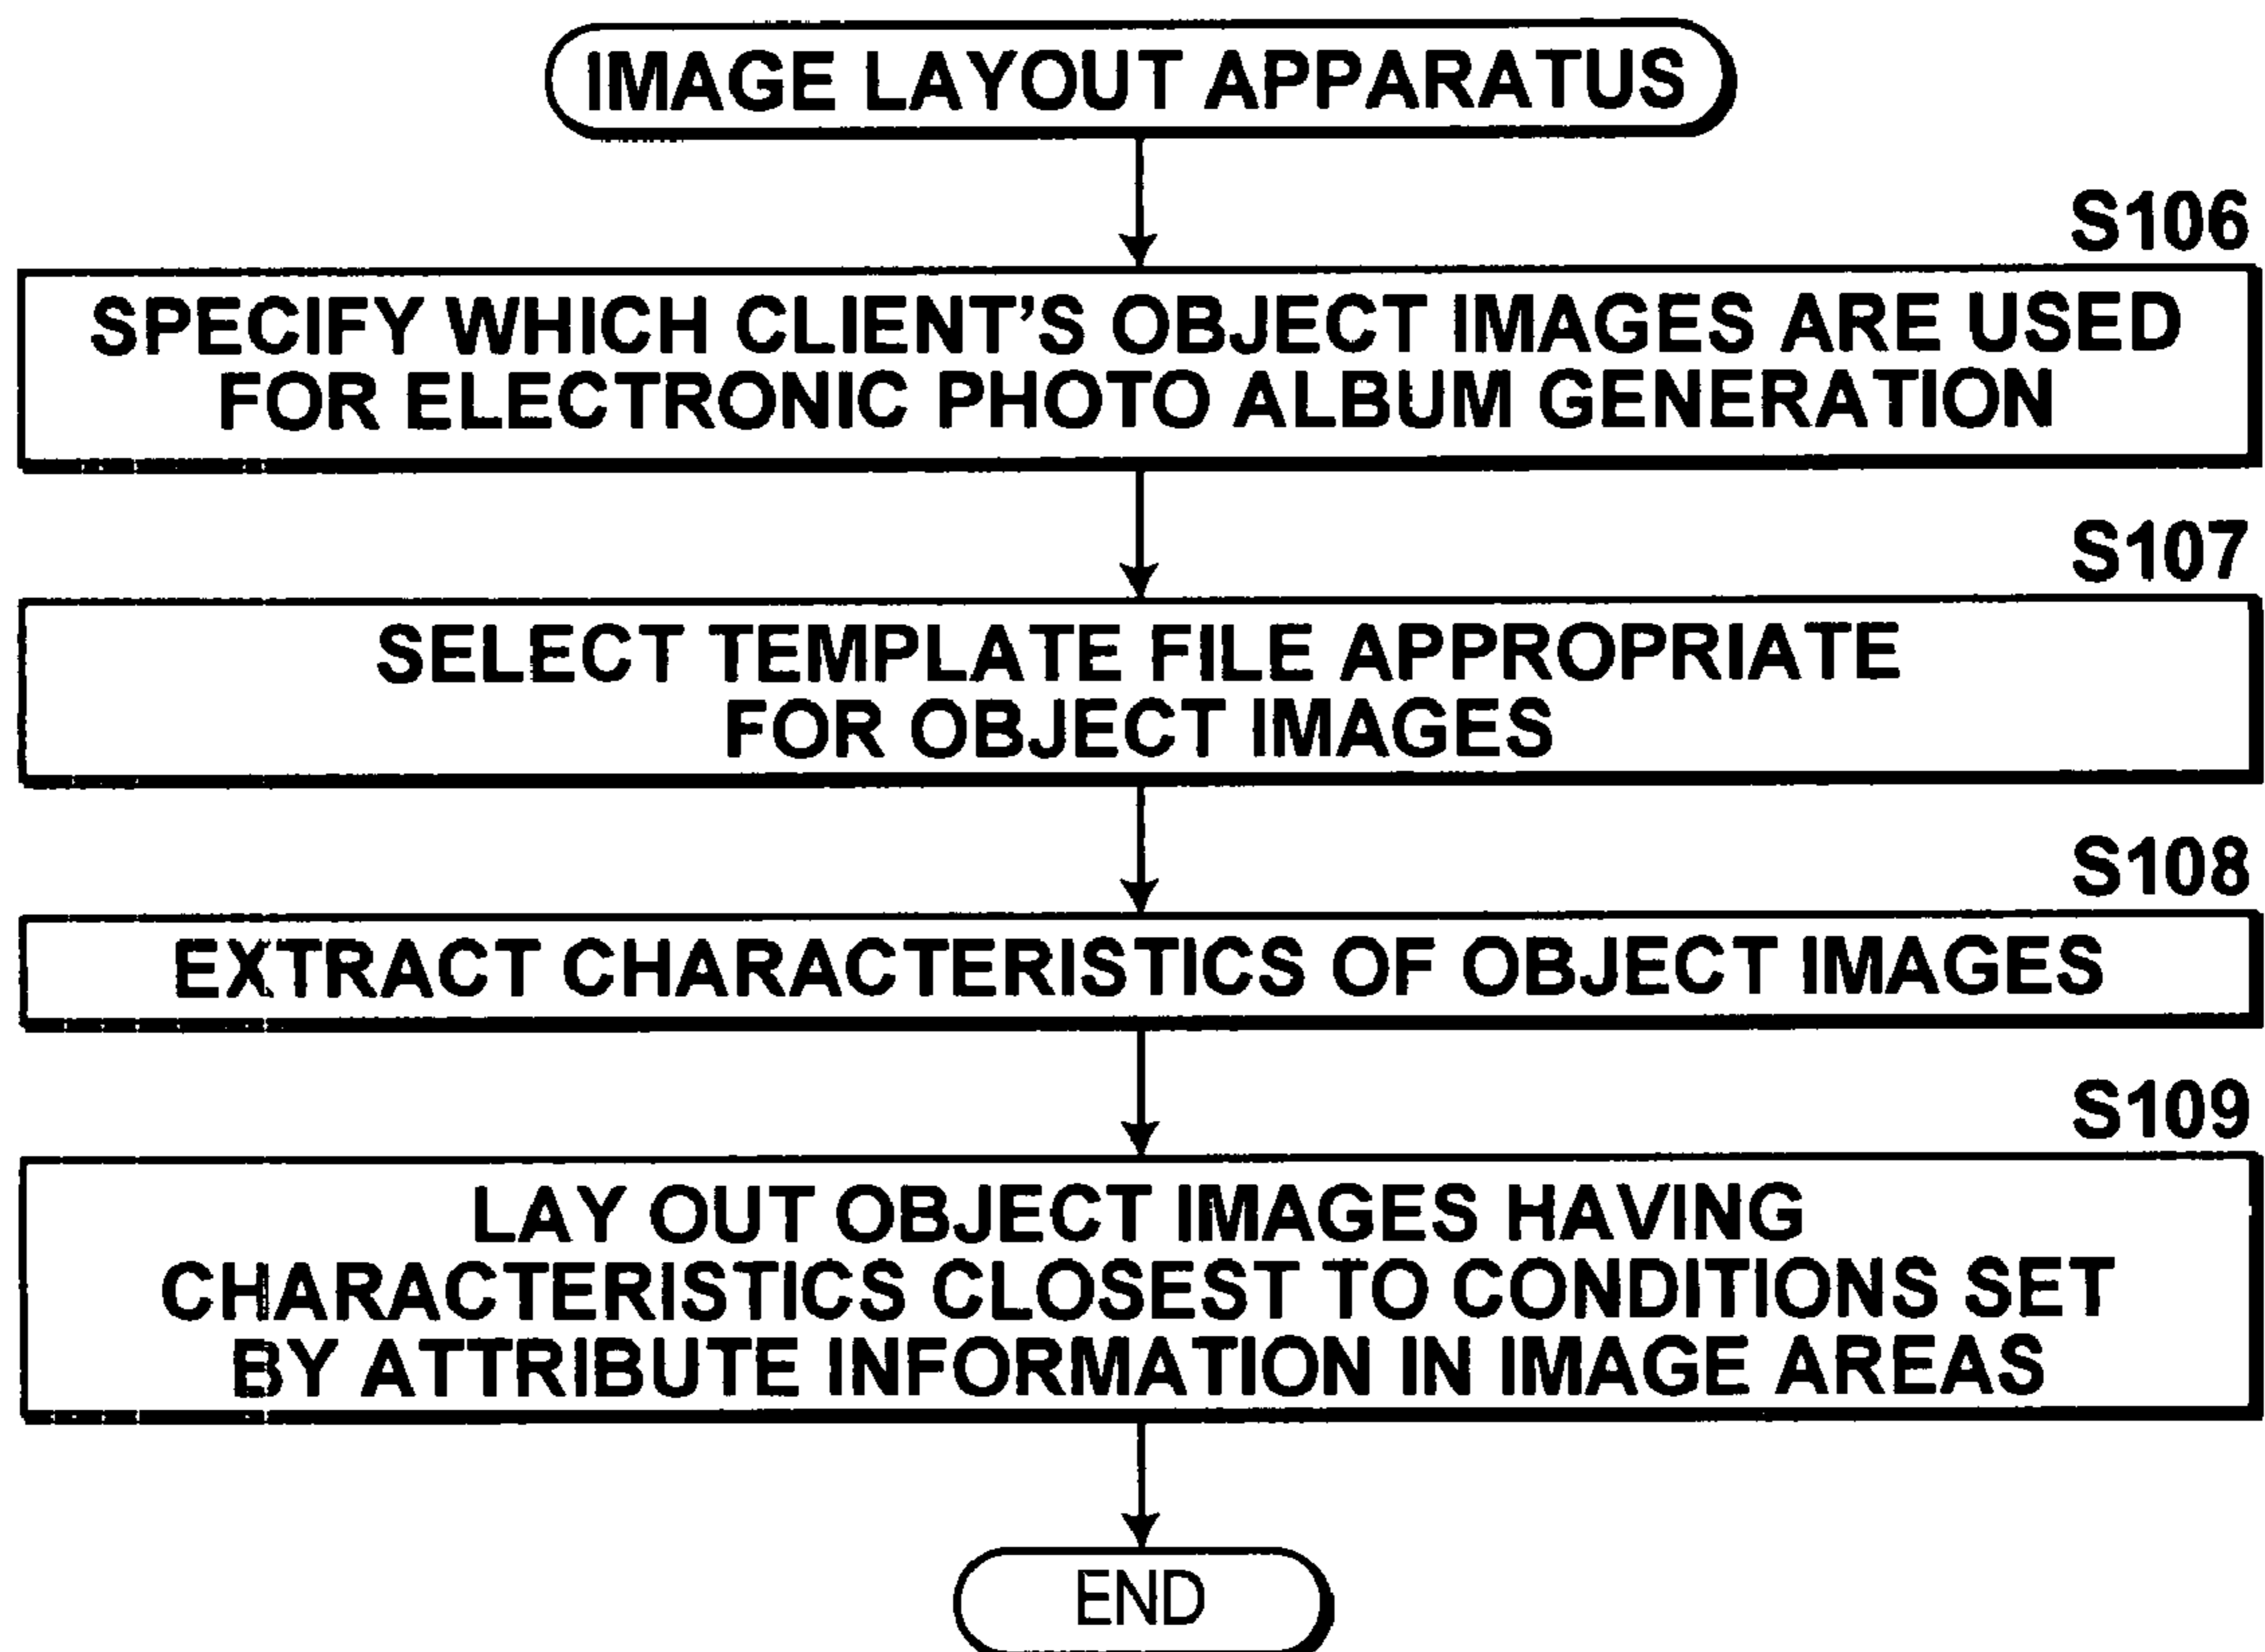 IMAGE LAYOUT APPARATUS
S106
SPECIFY WHICH CLIENT'S OBJECT IMAGES ARE USED
FOR ELECTRONIC PHOTO ALBUM GENERATION
S107
SELECT TEMPLATE FILE APPROPRIATE
FOR OBJECT IMAGES
S108
EXTRACT CHARACTERISTICS OF OBJECT IMAGES
S109
LAY OUT OBJECT IMAGES HAVING
CHARACTERISTICS CLOSEST TO CONDITIONS SET
BY ATTRIBUTE INFORMATION IN IMAGE AREAS
END